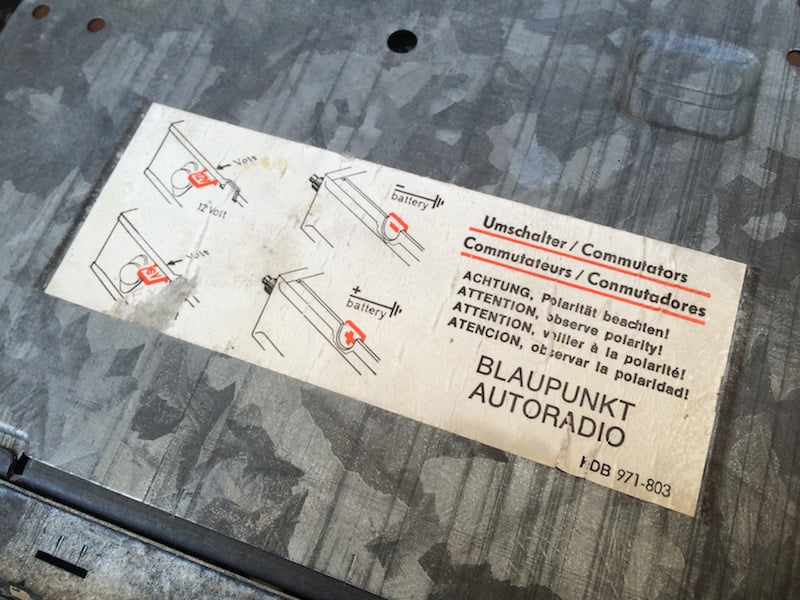 Volt
12 Volt
Volt
−
battery
−
+
battery
+
Umschalter / Commutators
Commutateurs / Conmutadores
ACHTUNG, Polarität beachten!
ATTENTION, observe polarity!
ATTENTION, veiller à la polarité!
ATENCION, observar la polaridad!
BLAUPUNKT
AUTORADIO
971-803